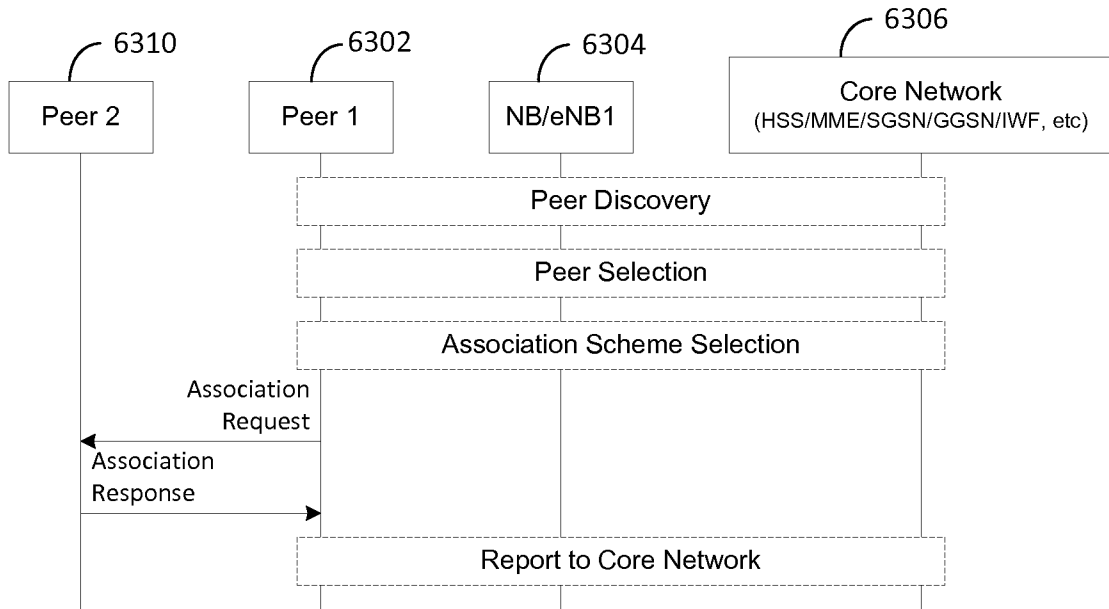 6310
6302
6304
6306
Peer 2
Peer 1
NB/eNB1
Core Network
(HSS/MME/SGSN/GGSN/IWF, etc)
Peer Discovery
Peer Selection
Association Scheme Selection
Association
Request
Association
Response
Report to Core Network